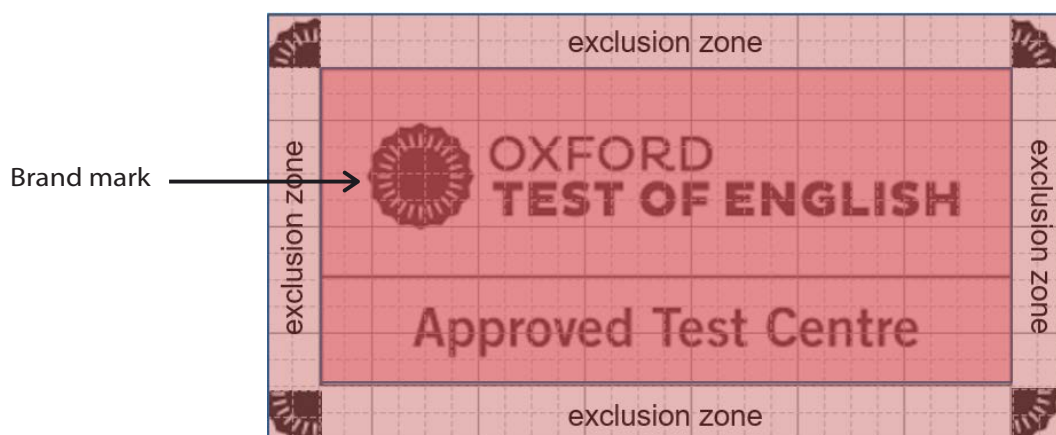 exclusion zone
Brand mark
exclusion zone
OXFORD
TEST OF ENGLISH
exclusion zone
Approved Test Centre
exclusion zone